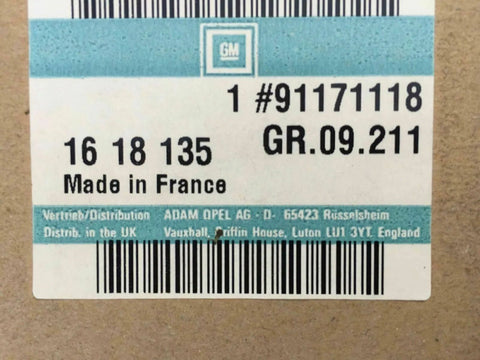 GM
1 #91171118
16 18 135 GR.09.211
Made in France
Vertrieb/Distribution ADAM OPEL AG - D- 65423 Rüsselsheim
Distrib. in the UK Vauxhall, Griffin House, Luton LU1 3YT, England